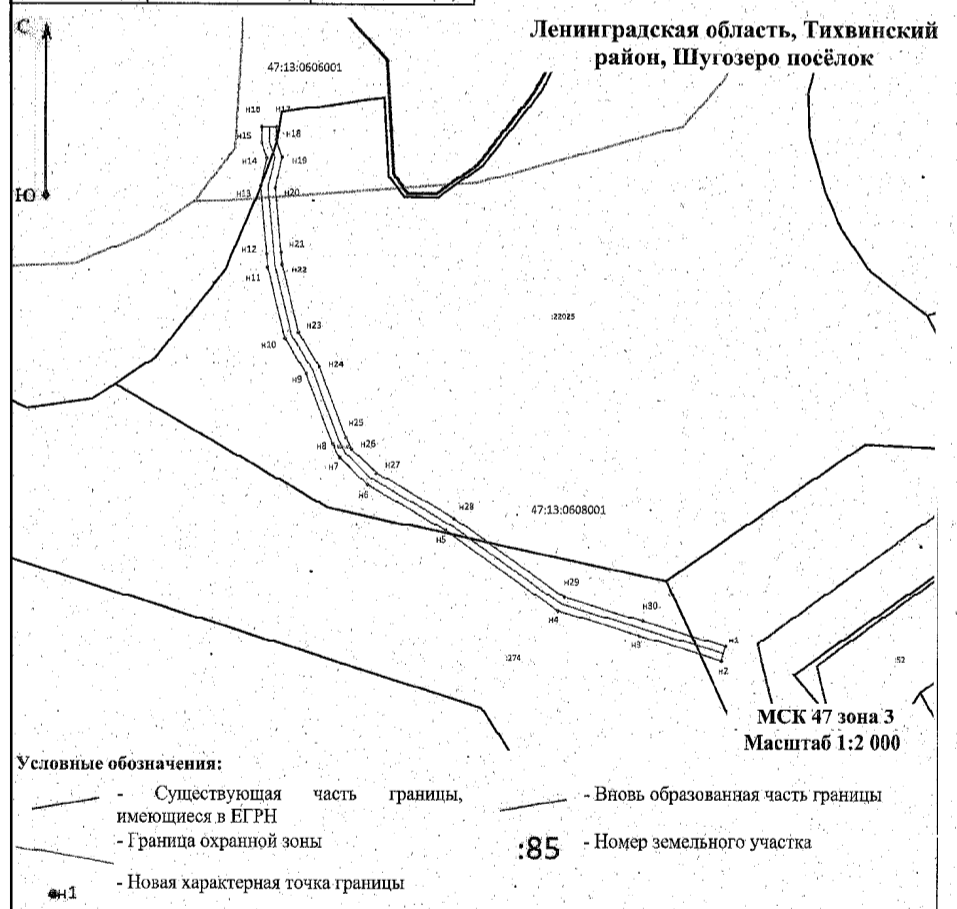 С
Ю
Ленинградская область, Тихвинский
район, Шугозеро посёлок
47:13:0606001
н16
н17
н15
н18
н14
н19
н13
н20
н12
н21
н11
н22
н10
н23
н9
н24
:22025
н8
н25
н7
н26
н6
н27
н28
47:13:0608001
н5
н29
н4
н30
н3
н1
н2
:274
:52
МСК 47 зона 3
Масштаб 1:2 000
Условные обозначения:
- Существующая часть границы,
имеющиеся в ЕГРН
- Вновь образованная часть границы
- Граница охранной зоны
:85 - Номер земельного участка
н1 - Новая характерная точка границы